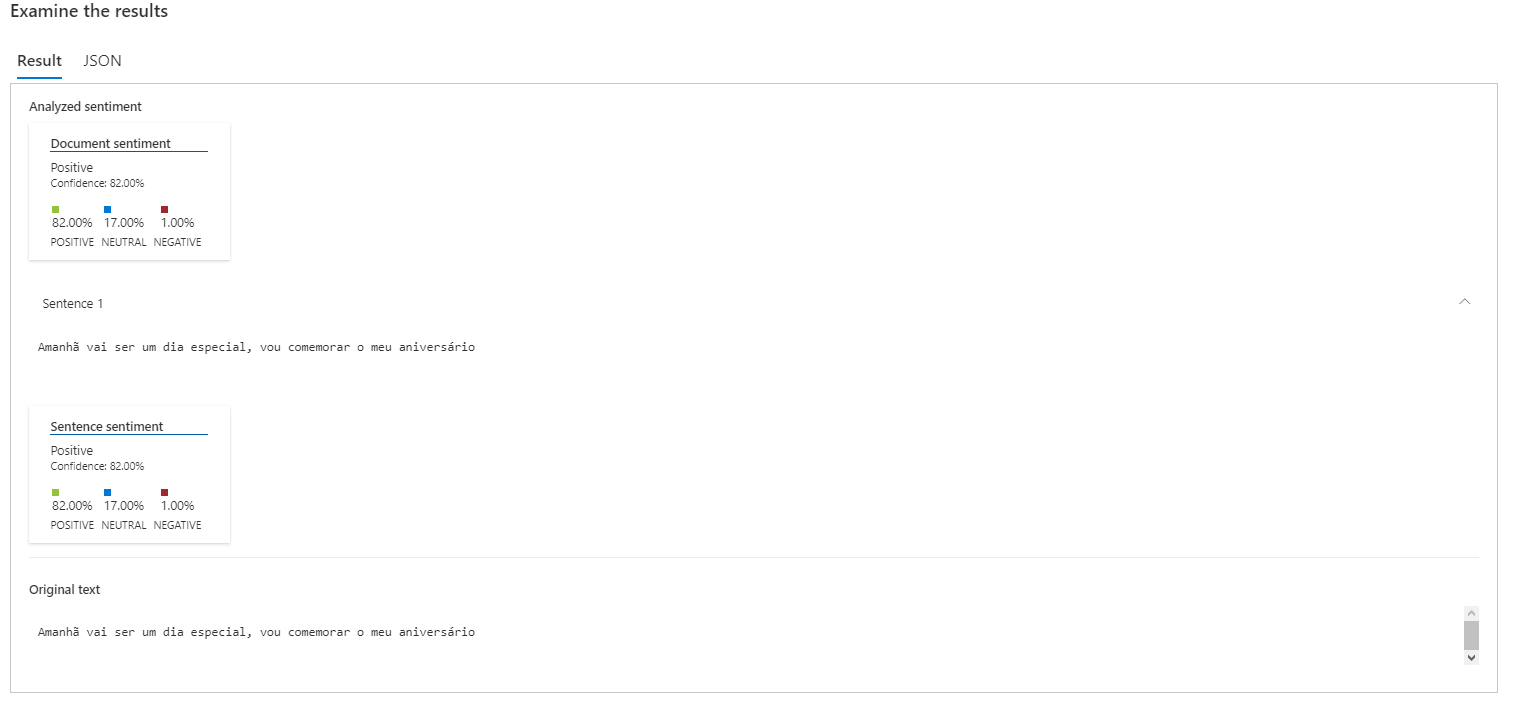 Examine the results
Result JSON
Analyzed sentiment
Document sentiment
Positive
Confidence: 82.00%
82.00% 17.00% 1.00%
POSITIVE NEUTRAL NEGATIVE
Sentence 1
Amanhã vai ser um dia especial, vou comemorar o meu aniversário
Sentence sentiment
Positive
Confidence: 82.00%
82.00% 17.00% 1.00%
POSITIVE NEUTRAL NEGATIVE
Original text
Amanhã vai ser um dia especial, vou comemorar o meu aniversário